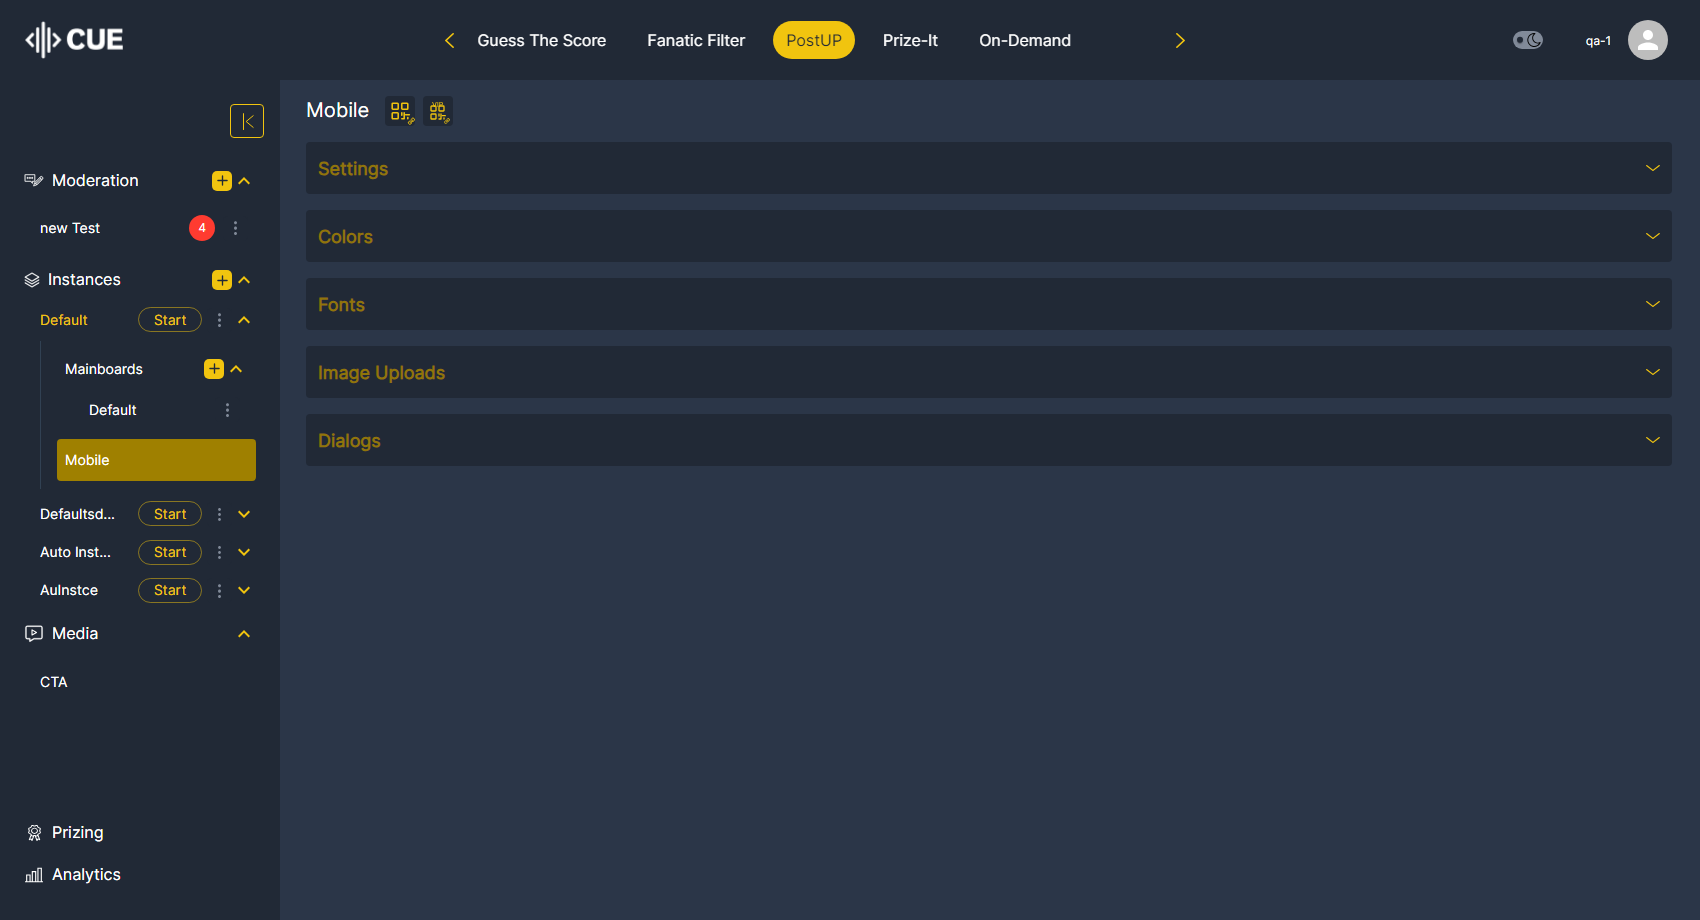 CUE
Guess The Score
Fanatic Filter
PostUP
Prize-It
On-Demand
qa-1
Moderation
new Test
4
Instances
Default
Start
Mainboards
Default
Mobile
Defaultsd...
Start
Auto Inst...
Start
AuInstce
Start
Media
CTA
Prizing
Analytics
Mobile
VIP
Settings
Colors
Fonts
Image Uploads
Dialogs